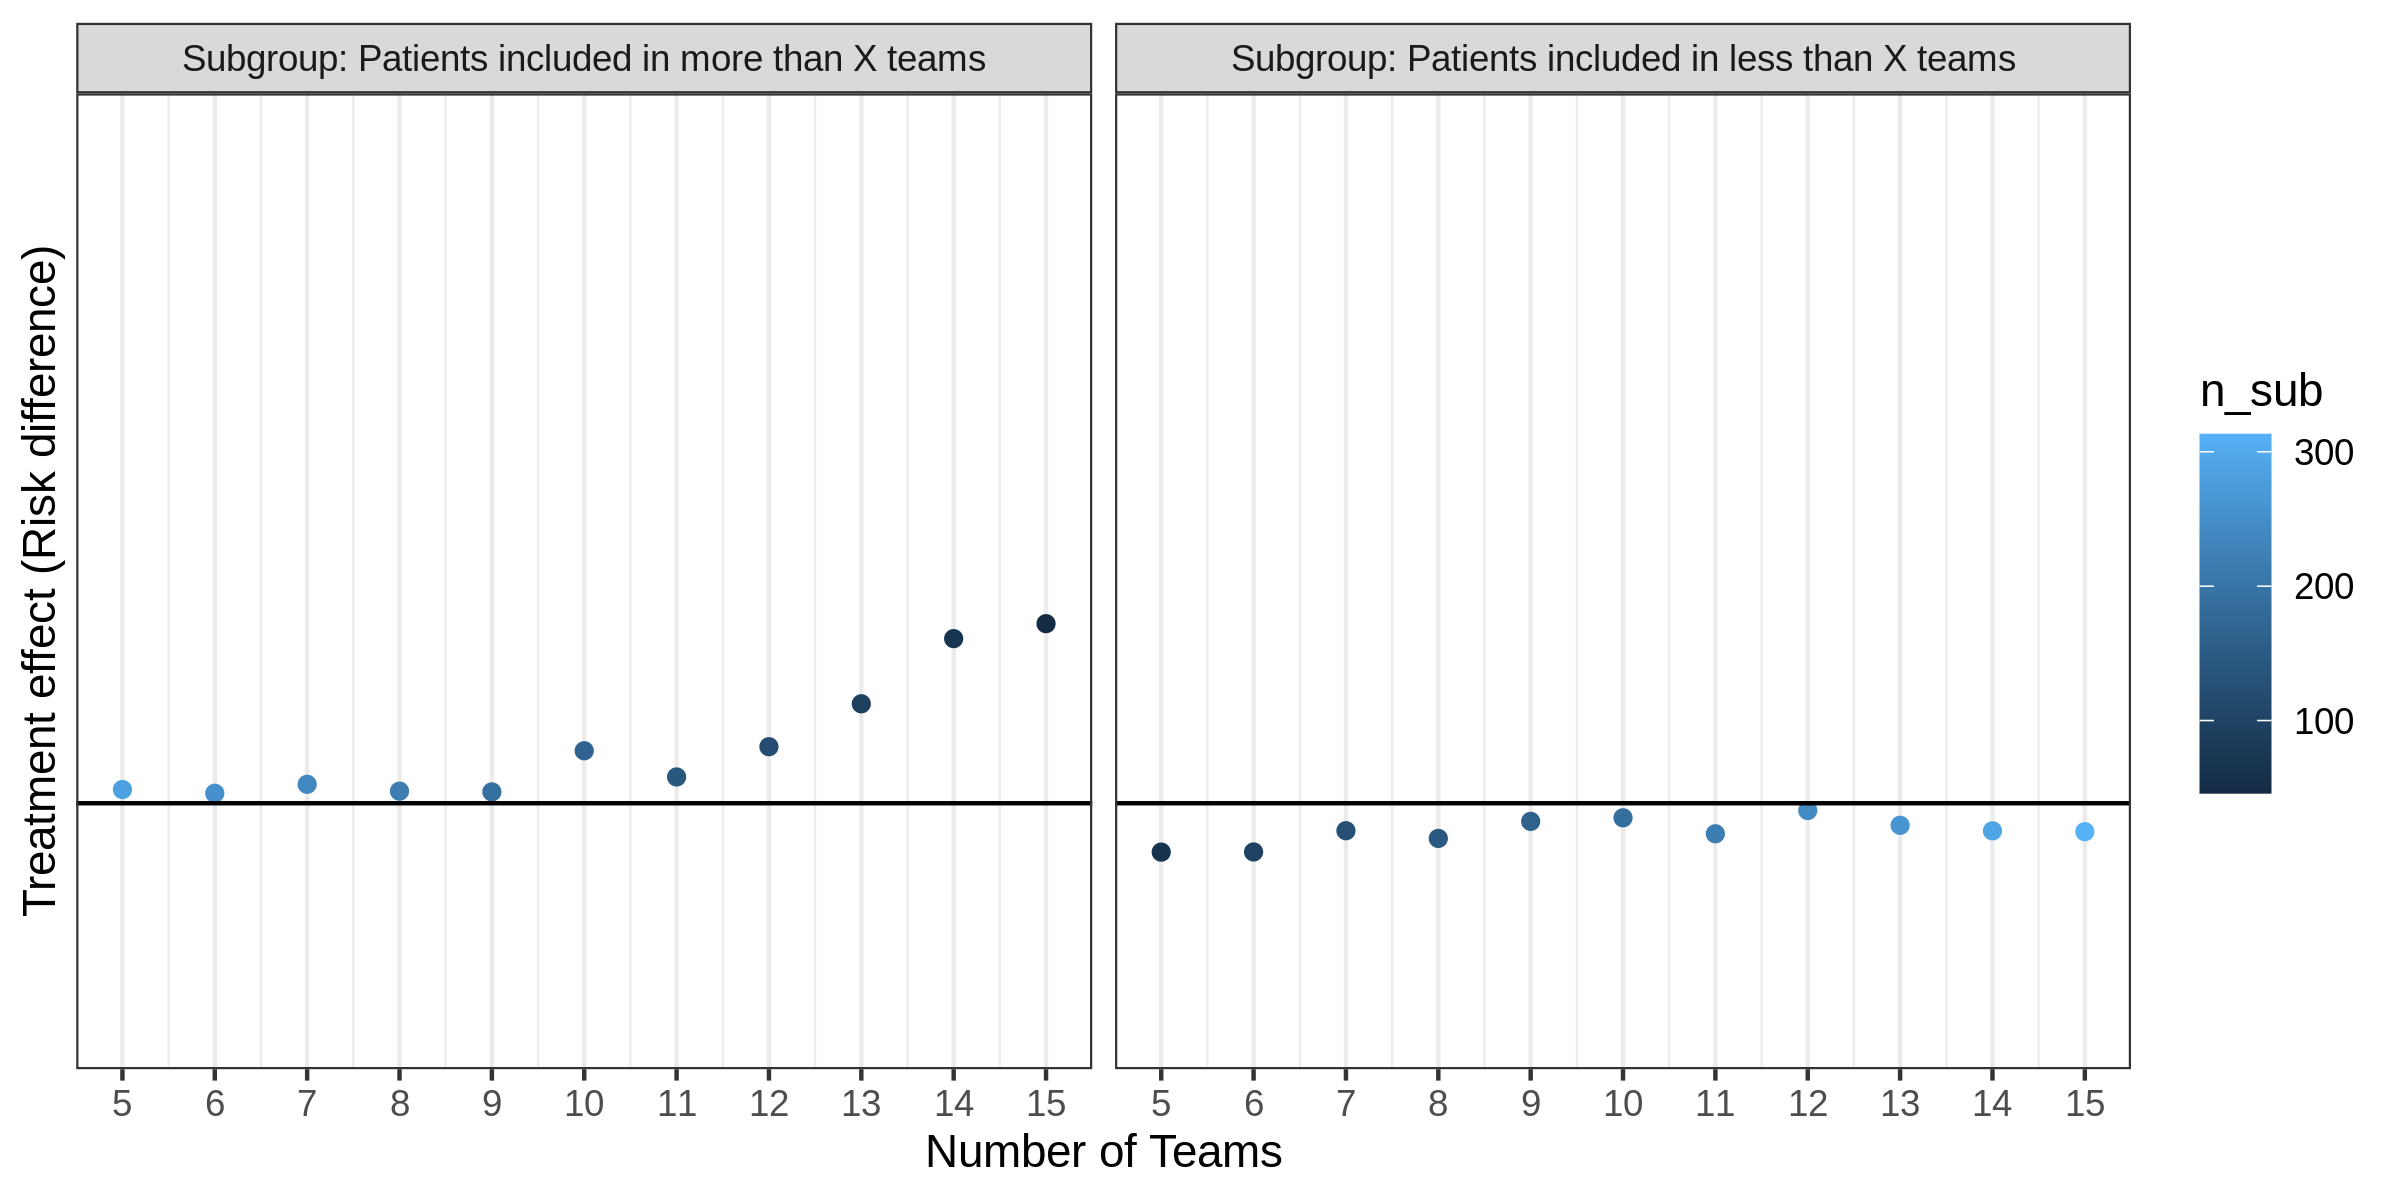 Subgroup: Patients included in more than X teams
Subgroup: Patients included in less than X teams
Treatment effect (Risk difference)
5 6 7 8 9 10 11 12 13 14 15
5 6 7 8 9 10 11 12 13 14 15
Number of Teams
n_sub
300
200
100